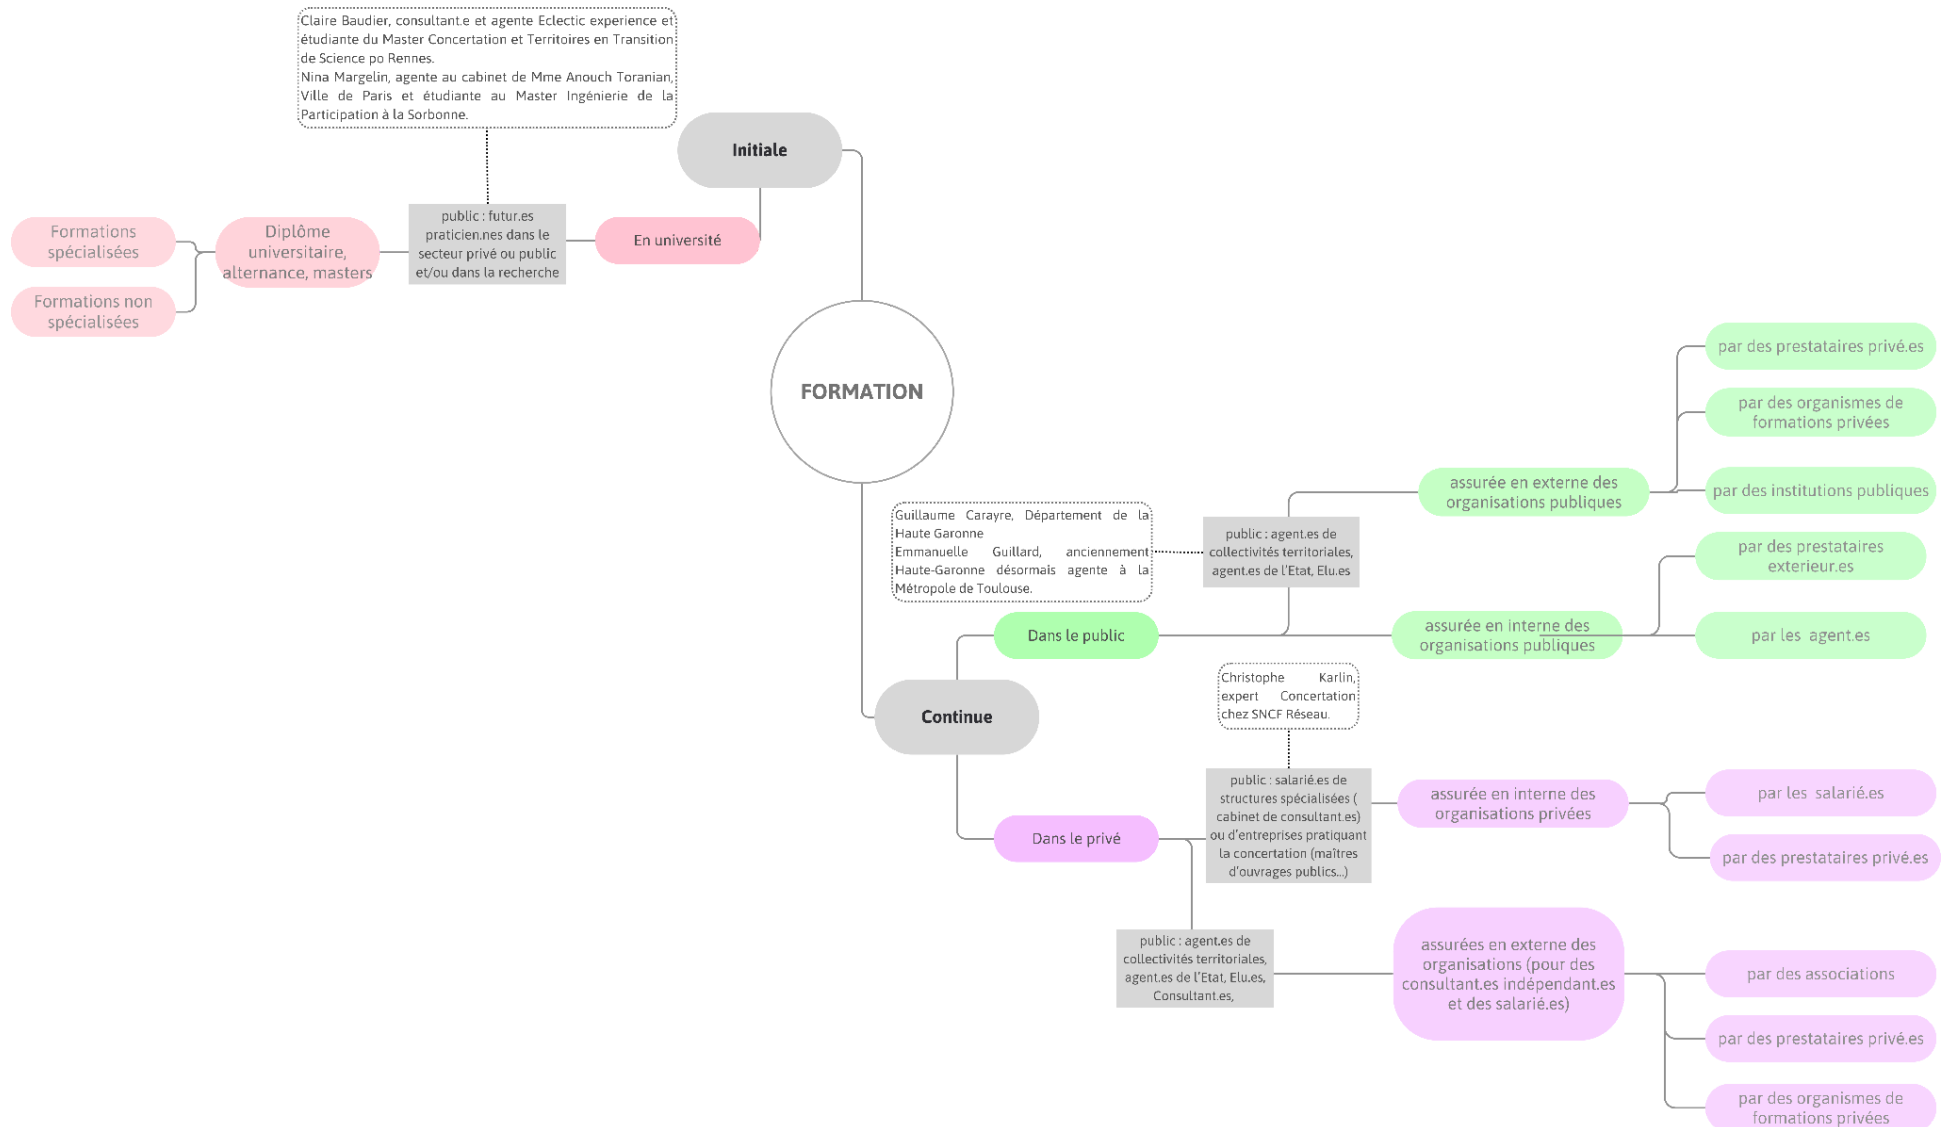 Claire Baudier, consultant.e et agente Eclectic experience et
étudiante du Master Concertation et Territoires en Transition
de Science po Rennes.
Nina Margelin, agente au cabinet de Mme Anouch Toranian,
Ville de Paris et étudiante au Master Ingénierie de la
Participation à la Sorbonne.
Initiale
En université
public : futur.es
praticien.nes dans le
secteur privé ou public
et/ou dans la recherche
Diplôme
universitaire,
alternance, masters
Formations
spécialisées
Formations non
spécialisées
FORMATION
Continue
Dans le public
Guillaume Carayre, Département de la
Haute Garonne
Emmanuelle Guillard, anciennement
Haute-Garonne désormais agente à la
Métropole de Toulouse.
public : agent.es de
collectivités territoriales,
agent.es de l'Etat, Elu.es
assurée en externe des
organisations publiques
par des prestataires privé.es
par des organismes de
formations privées
par des institutions publiques
assurée en interne des
organisations publiques
par des prestataires
exterieur.es
par les agent.es
Dans le privé
Christophe Karlin,
expert Concertation
chez SNCF Réseau.
public : salarié.es de
structures spécialisées (
cabinet de consultant.es)
ou d'entreprises pratiquant
la concertation (maîtres
d'ouvrages publics...)
assurée en interne des
organisations privées
par les salarié.es
par des prestataires privé.es
public : agent.es de
collectivités territoriales,
agent.es de l'Etat, Elu.es,
Consultant.es,
assurées en externe des
organisations (pour des
consultant.es indépendant.es
et des salarié.es)
par des associations
par des prestataires privé.es
par des organismes de
formations privées